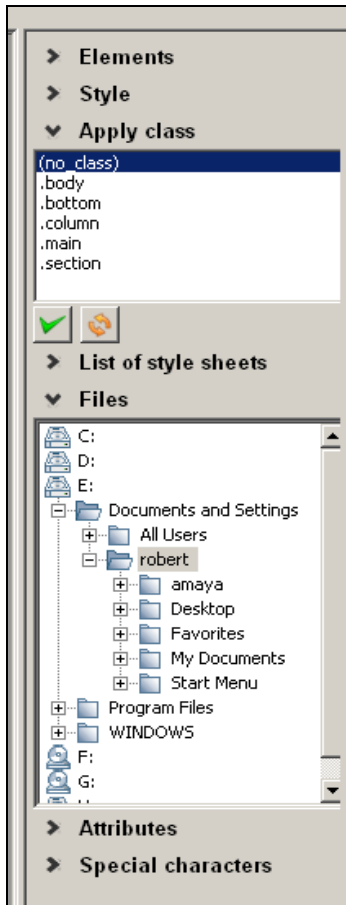 Elements
Style
Apply class
(no_class)
.body
.bottom
.column
.main
.section
List of style sheets
Files
C:
D:
E:
Documents and Settings
All Users
robert
amaya
Desktop
Favorites
My Documents
Start Menu
Program Files
WINDOWS
F:
G:
Attributes
Special characters